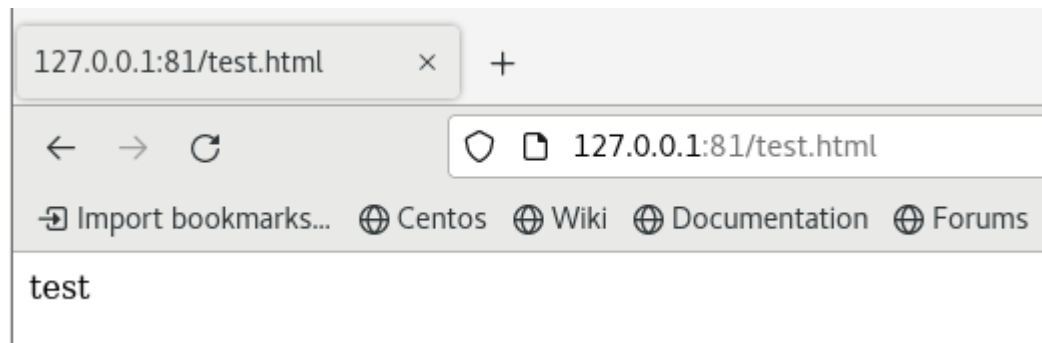 127.0.0.1:81/test.html
127.0.0.1:81/test.html
Import bookmarks... Centos Wiki Documentation Forums
test